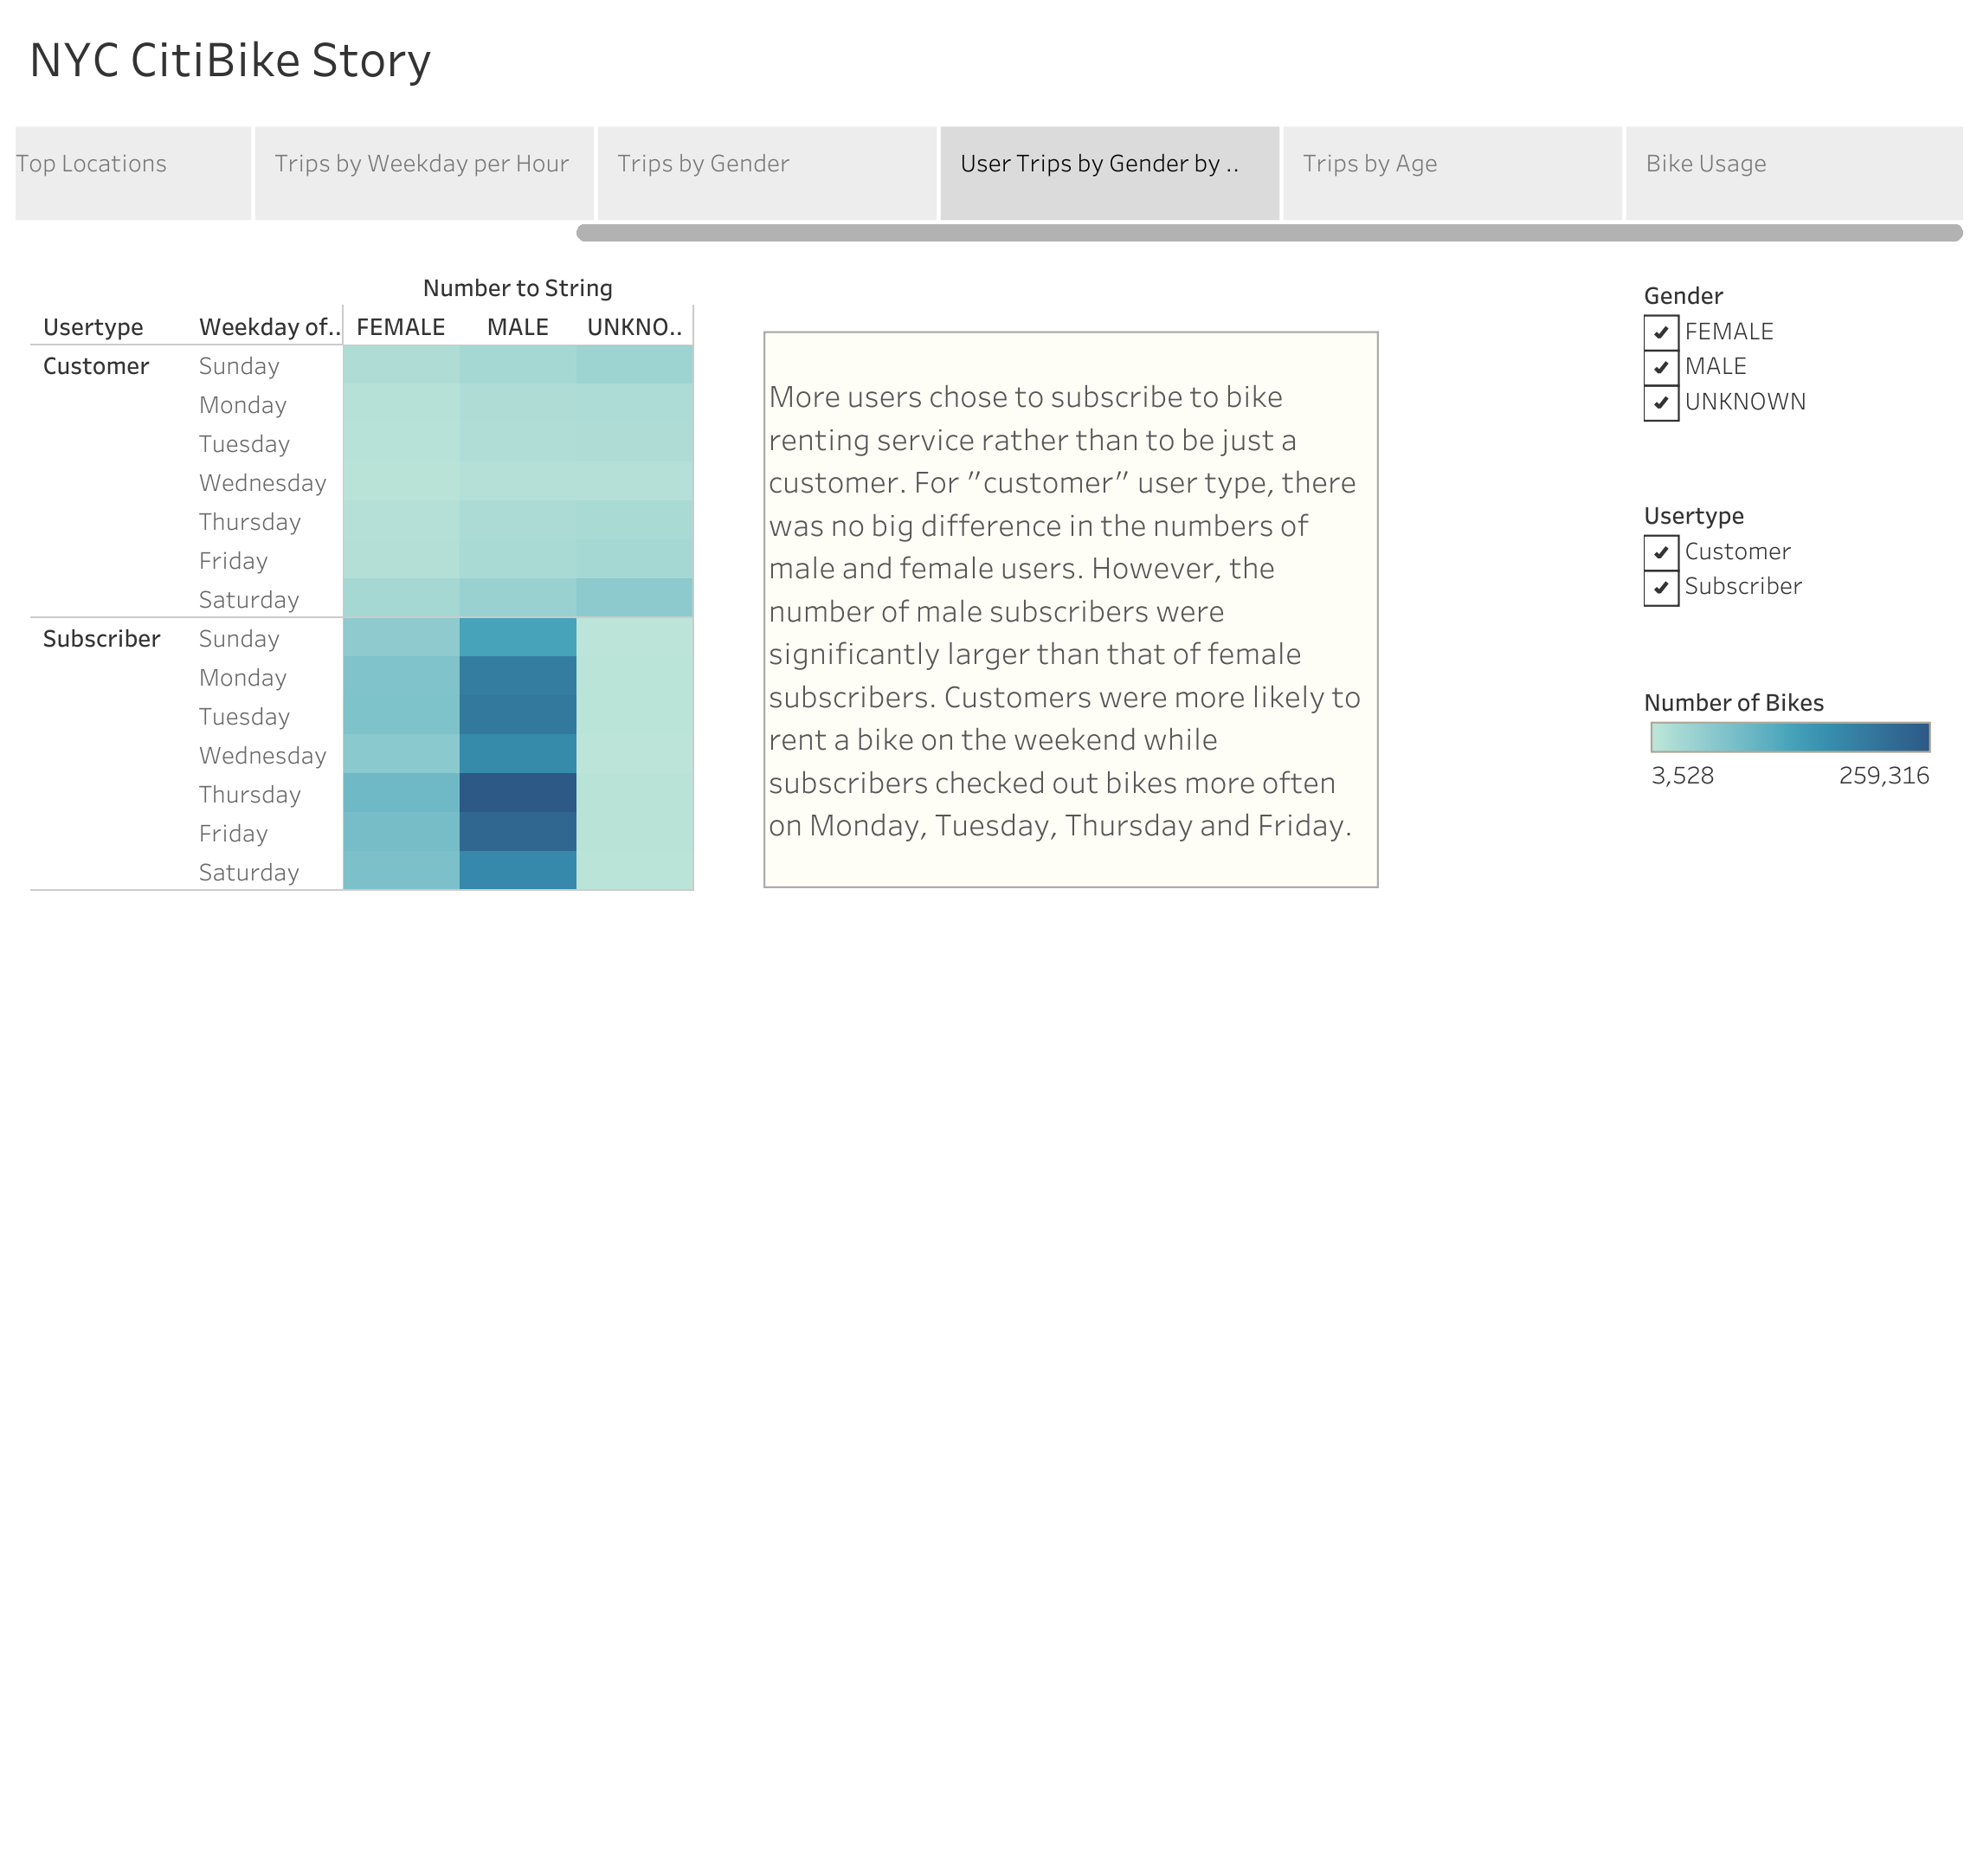 NYC CitiBike Story
Top Locations
Trips by Weekday per Hour
Trips by Gender
User Trips by Gender by ..
Trips by Age
Bike Usage
Number to String
Usertype Weekday of.. FEMALE MALE UNKNO..
Customer Sunday
Monday
Tuesday
Wednesday
Thursday
Friday
Saturday
Subscriber Sunday
Monday
Tuesday
Wednesday
Thursday
Friday
Saturday
More users chose to subscribe to bike
renting service rather than to be just a
customer. For "customer" user type, there
was no big difference in the numbers of
male and female users. However, the
number of male subscribers were
significantly larger than that of female
subscribers. Customers were more likely to
rent a bike on the weekend while
subscribers checked out bikes more often
on Monday, Tuesday, Thursday and Friday.
Gender
FEMALE
MALE
UNKNOWN
Usertype
Customer
Subscriber
Number of Bikes
3,528 259,316